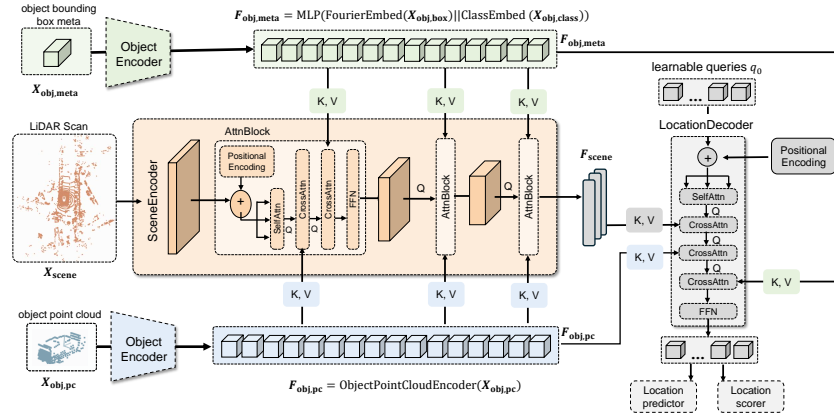 object bounding
box meta
X_obj,meta
Object
Encoder
F_obj,meta = MLP(FourierEmbed(X_obj,box)||ClassEmbed (X_obj,class))
F_obj,meta
K, V
K, V
K, V
learnable queries q_0
...
LocationDecoder
LiDAR Scan
X_scene
SceneEncoder
AttnBlock
Positional
Encoding
+
SelfAttn
Q
CrossAttn
Q
CrossAttn
FFN
Q
AttnBlock
Q
AttnBlock
F_scene
K, V
K, V
+
Positional
Encoding
SelfAttn
Q
CrossAttn
Q
CrossAttn
Q
CrossAttn
K, V
FFN
...
Location
predictor
Location
scorer
K, V
K, V
K, V
object point cloud
X_obj,pc
Object
Encoder
F_obj,pc
F_obj,pc = ObjectPointCloudEncoder(X_obj,pc)